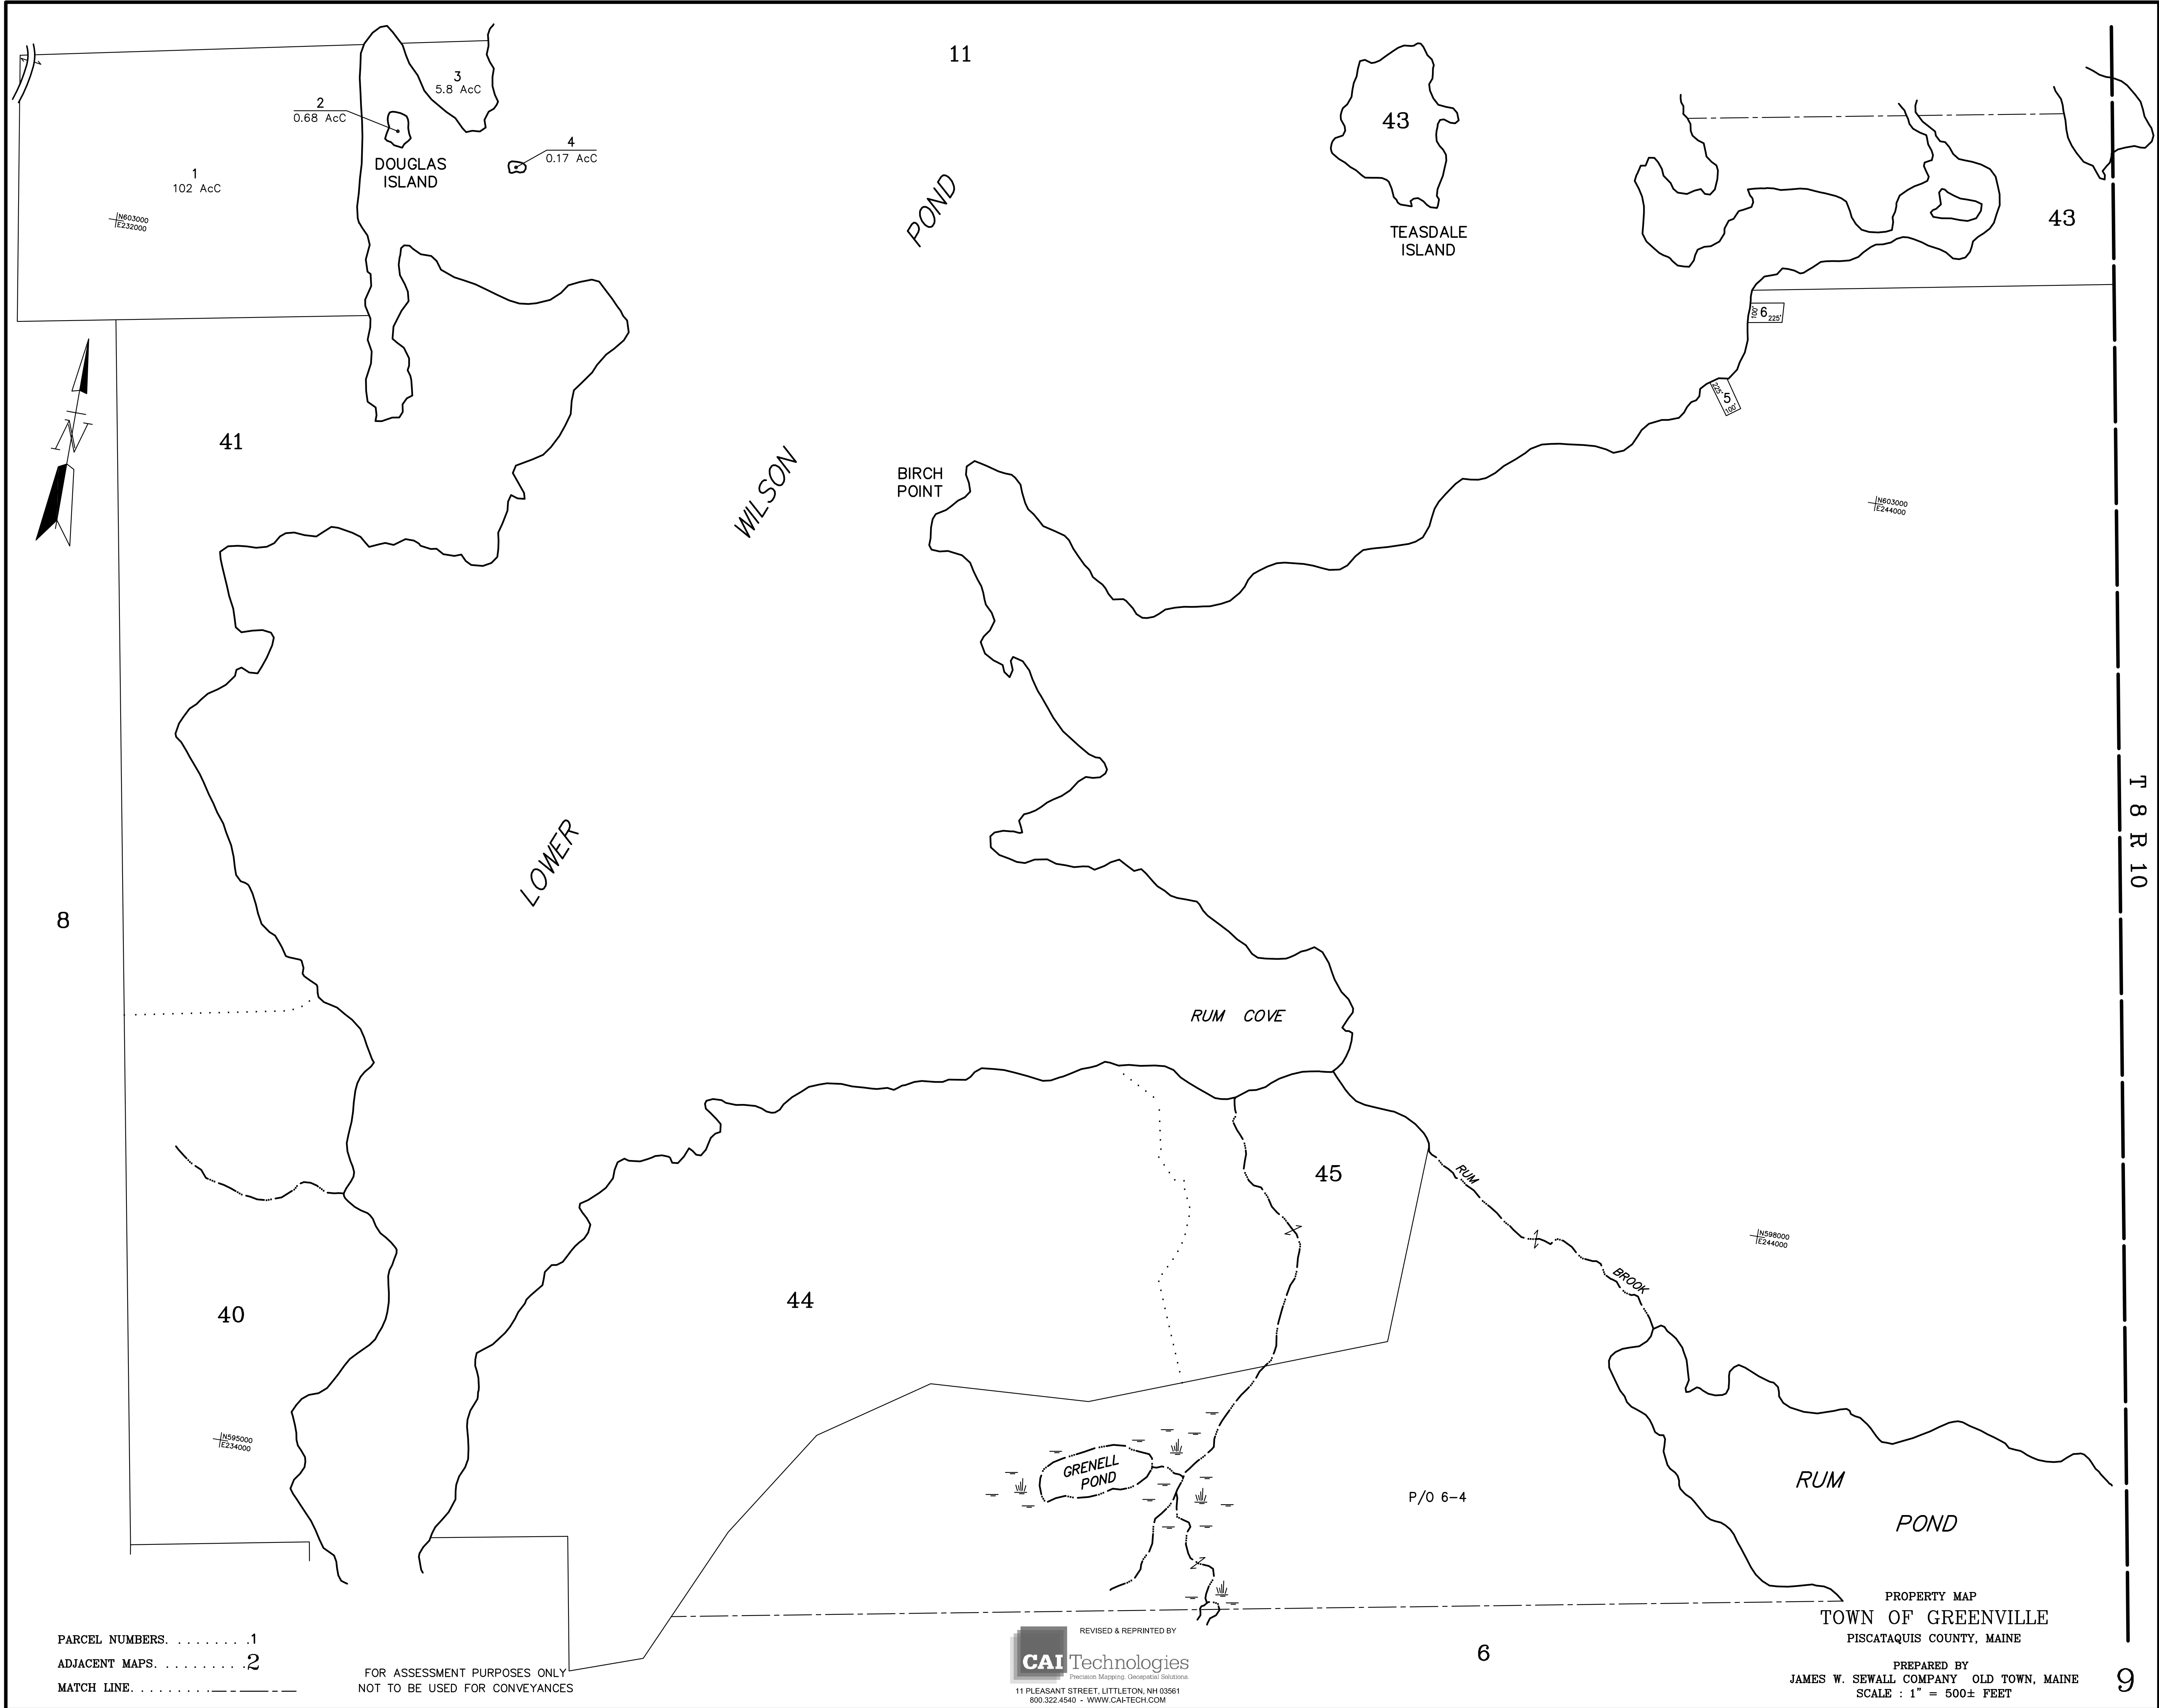 11
3
5.8 AcC
2
0.68 AcC
4
0.17 AcC
DOUGLAS
ISLAND
1
102 AcC
N603000
E232000
43
TEASDALE
ISLAND
43
POND
WILSON
LOWER
6
100'
225'
225'
5
100'
N
41
BIRCH
POINT
N603000
E244000
T 8 R 10
8
RUM COVE
45
RUM
BROOK
N598000
E244000
40
44
N595000
E234000
GRENELL
POND
P/O 6-4
RUM
POND
PARCEL NUMBERS. . . . . . . . .1
ADJACENT MAPS. . . . . . . . . .2
MATCH LINE. . . . . . . . .
FOR ASSESSMENT PURPOSES ONLY
NOT TO BE USED FOR CONVEYANCES
REVISED & REPRINTED BY
CAI Technologies
Precision Mapping. Geospatial Solutions.
11 PLEASANT STREET, LITTLETON, NH 03561
800.322.4540 - WWW.CAI-TECH.COM
6
PROPERTY MAP
TOWN OF GREENVILLE
PISCATAQUIS COUNTY, MAINE
PREPARED BY
JAMES W. SEWALL COMPANY OLD TOWN, MAINE
SCALE : 1" = 500± FEET
9